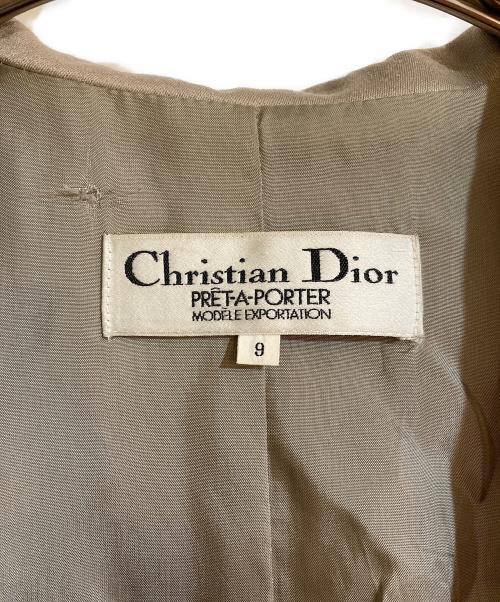 Christian Dior
PRÊT-A-PORTER
MODÈLE EXPORTATION
9